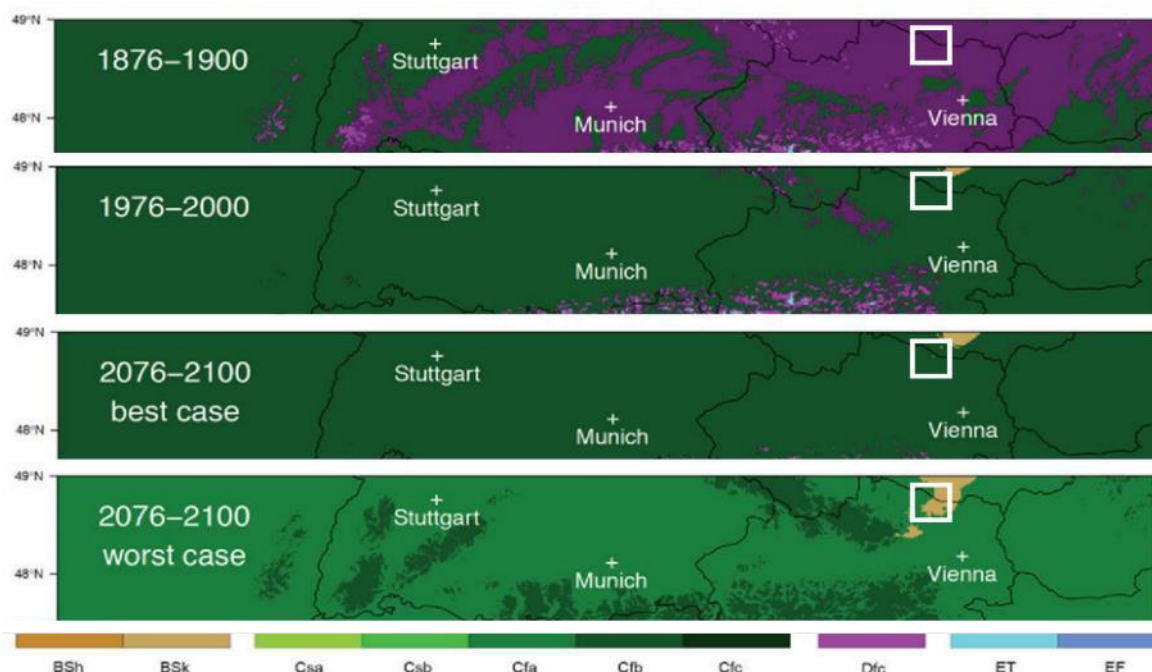 49°N
1876–1900
Stuttgart
48°N
Munich
Vienna
49°N
1976–2000
Stuttgart
48°N
Munich
Vienna
49°N
2076–2100
best case
Stuttgart
48°N
Munich
Vienna
49°N
2076–2100
worst case
Stuttgart
48°N
Munich
Vienna
BSh BSk Csa Csb Cfa Cfb Cfc Dfc ET EF